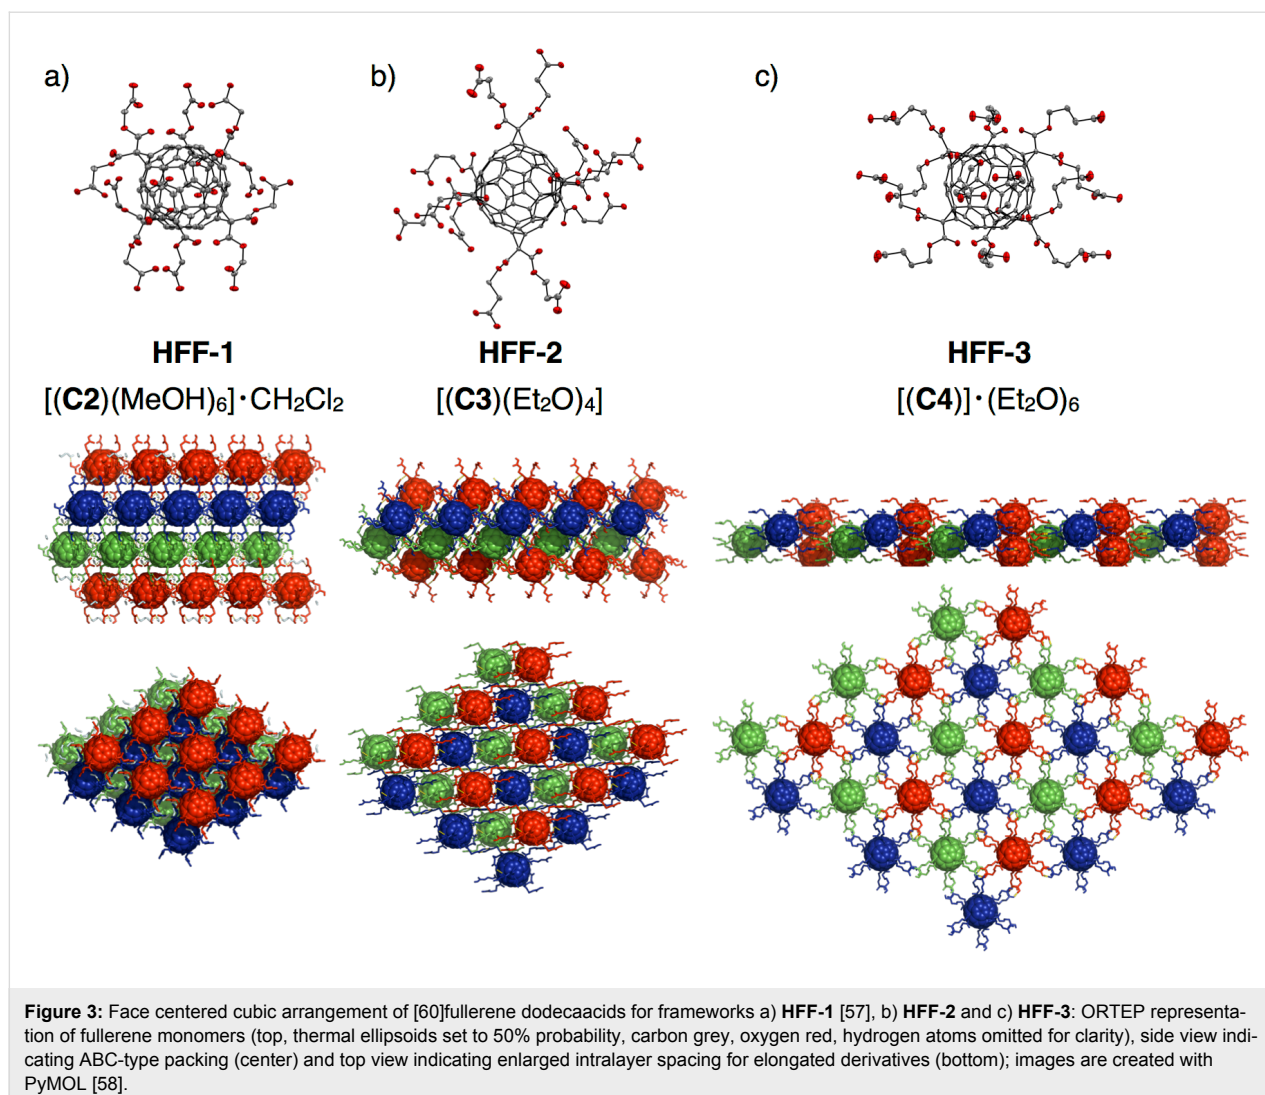 a)
b)
c)
HFF-1
HFF-2
HFF-3
[(C2)(MeOH)₆]·CH₂Cl₂
[(C3)(Et₂O)₄]
[(C4)]·(Et₂O)₆
Figure 3: Face centered cubic arrangement of [60]fullerene dodecaacids for frameworks a) HFF-1 [57], b) HFF-2 and c) HFF-3: ORTEP representa-
tion of fullerene monomers (top, thermal ellipsoids set to 50% probability, carbon grey, oxygen red, hydrogen atoms omitted for clarity), side view indi-
cating ABC-type packing (center) and top view indicating enlarged intralayer spacing for elongated derivatives (bottom); images are created with
PyMOL [58].